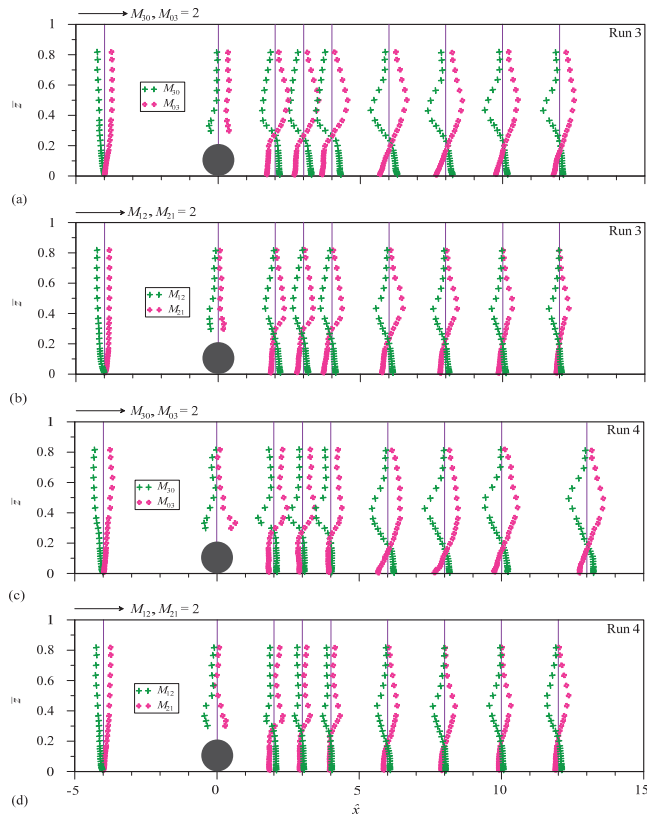 M30, M03 = 2
Run 3
1
0.8
0.6
0.4
0.2
0
z̄
M30
M03
(a)
M12, M21 = 2
Run 3
1
0.8
0.6
0.4
0.2
0
z̄
M12
M21
(b)
M30, M03 = 2
Run 4
1
0.8
0.6
0.4
0.2
0
z̄
M30
M03
(c)
M12, M21 = 2
Run 4
1
0.8
0.6
0.4
0.2
0
z̄
M12
M21
(d)
-5 0 5 10 15
x̂